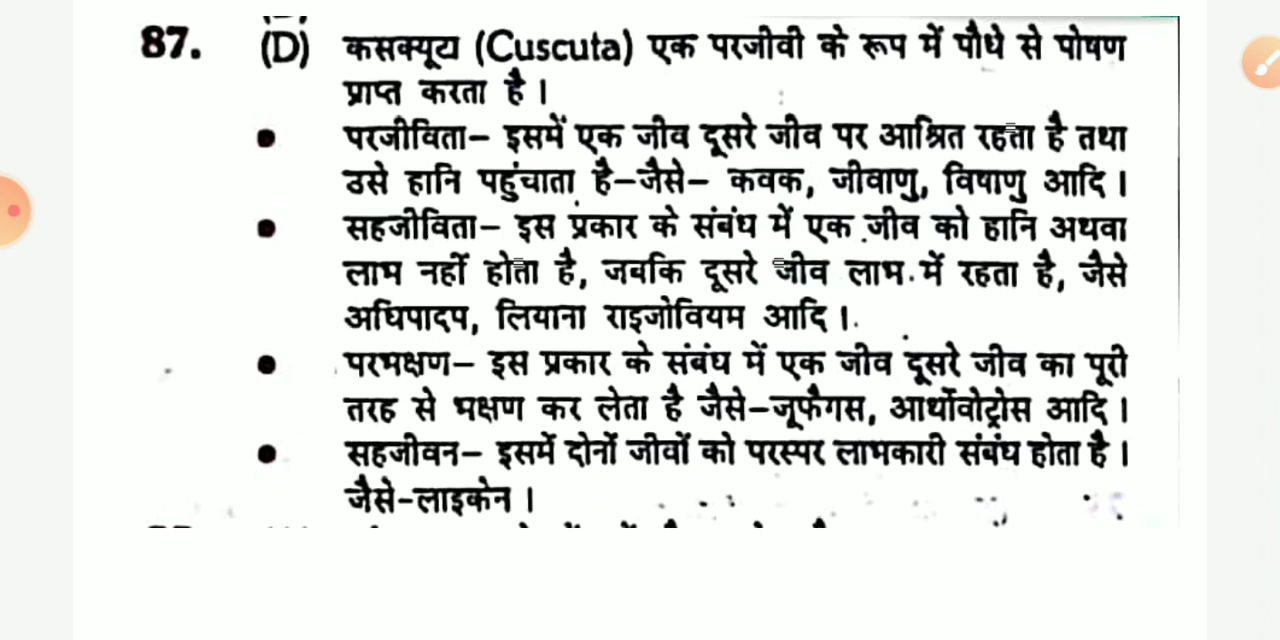 87. (D) कसक्यूटा (Cuscuta) एक परजीवी के रूप में पौधे से पोषण
प्राप्त करता है ।
● परजीविता– इसमें एक जीव दूसरे जीव पर आश्रित रहता है तथा
उसे हानि पहुंचाता है–जैसे– कवक, जीवाणु, विषाणु आदि ।
● सहजीविता– इस प्रकार के संबंध में एक जीव को हानि अथवा
लाभ नहीं होता है, जबकि दूसरे जीव लाभ में रहता है, जैसे
अधिपादप, लियाना राइजोवियम आदि ।
● परभक्षण– इस प्रकार के संबंध में एक जीव दूसरे जीव का पूरी
तरह से भक्षण कर लेता है जैसे–जूफैगस, आर्थोवोट्रोस आदि ।
● सहजीवन– इसमें दोनों जीवों को परस्पर लाभकारी संबंध होता है ।
जैसे–लाइकेन ।